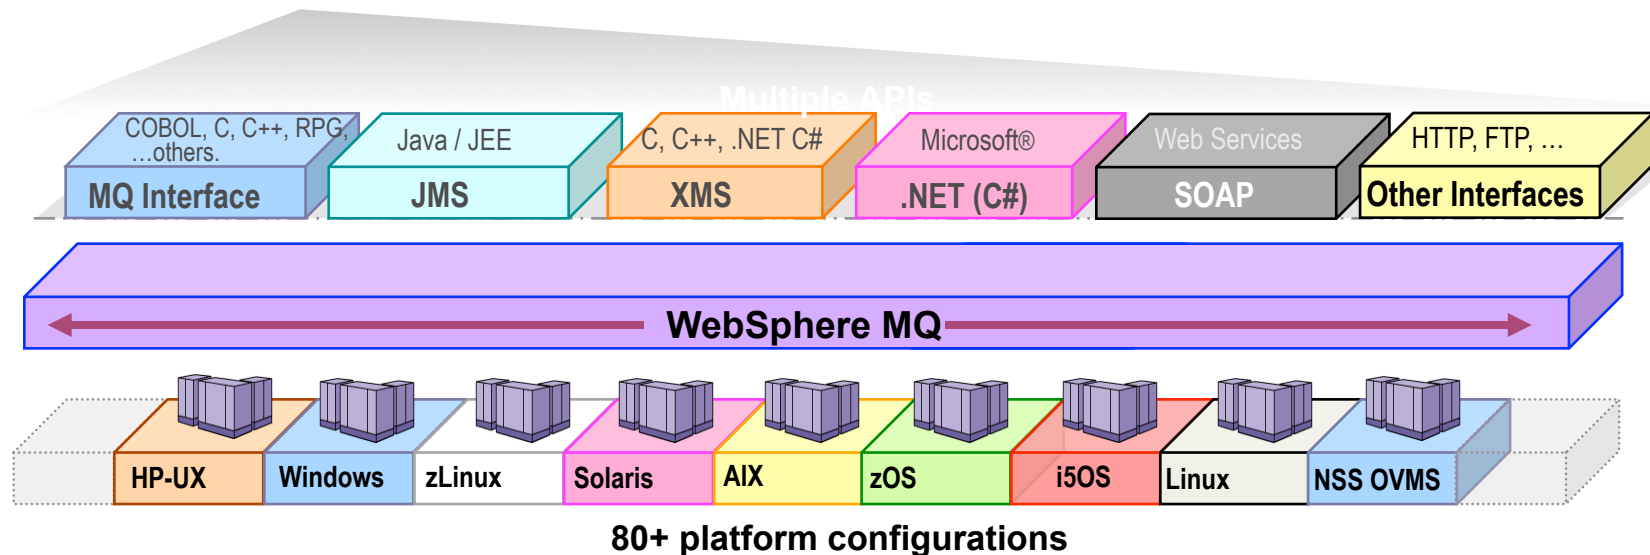 Multiple APIs
COBOL, C, C++, RPG,
...others.
MQ Interface
Java / JEE
JMS
C, C++, .NET C#
XMS
Microsoft®
.NET (C#)
Web Services
SOAP
HTTP, FTP, ...
Other Interfaces
WebSphere MQ
HP-UX
Windows
zLinux
Solaris
AIX
zOS
i5OS
Linux
NSS OVMS
80+ platform configurations